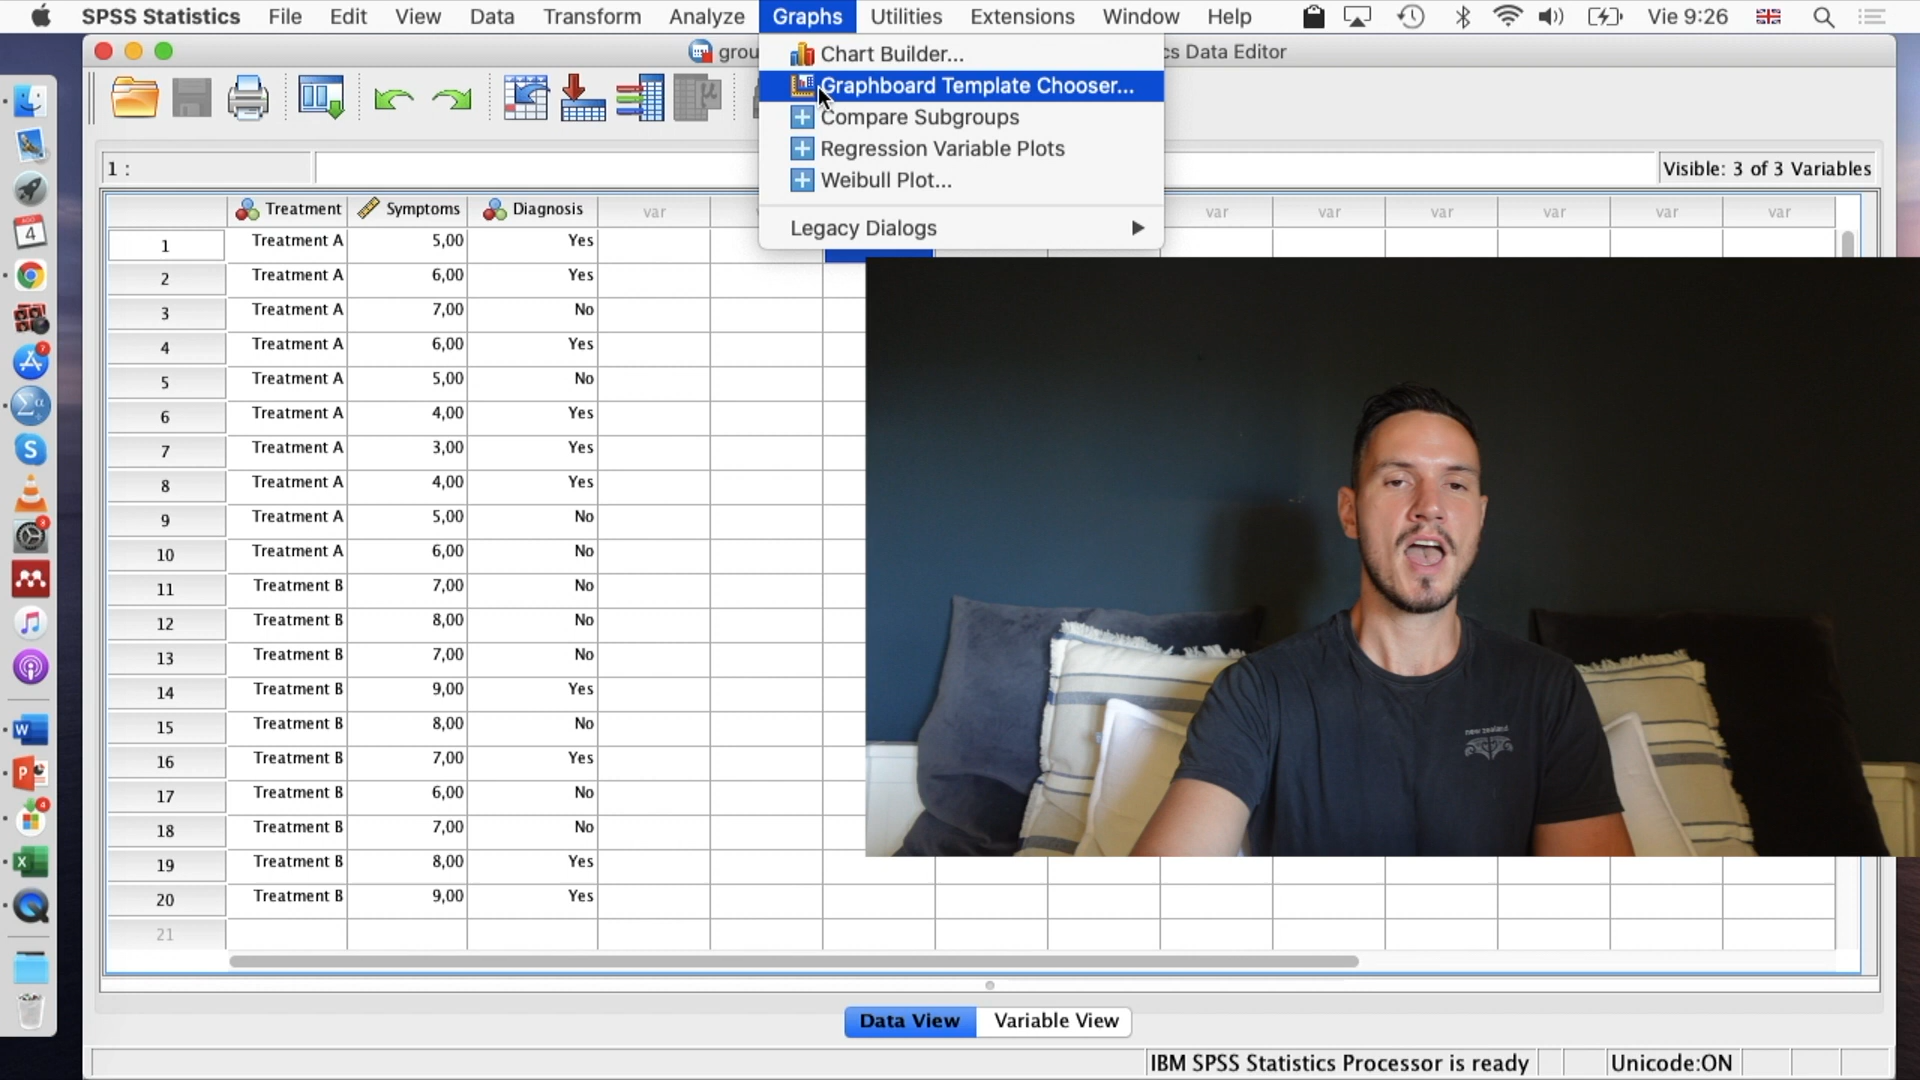 SPSS Statistics File Edit View Data Transform Analyze Graphs Utilities Extensions Window Help Vie 9:26
grou
cs Data Editor
Chart Builder...
Graphboard Template Chooser...
Compare Subgroups
Regression Variable Plots
Weibull Plot...
Legacy Dialogs
1 :
Visible: 3 of 3 Variables
Treatment Symptoms Diagnosis var var var var var var var
1 Treatment A 5,00 Yes
2 Treatment A 6,00 Yes
3 Treatment A 7,00 No
4 Treatment A 6,00 Yes
5 Treatment A 5,00 No
6 Treatment A 4,00 Yes
7 Treatment A 3,00 Yes
8 Treatment A 4,00 Yes
9 Treatment A 5,00 No
10 Treatment A 6,00 No
11 Treatment B 7,00 No
12 Treatment B 8,00 No
13 Treatment B 7,00 No
14 Treatment B 9,00 Yes
15 Treatment B 8,00 No
16 Treatment B 7,00 Yes
17 Treatment B 6,00 No
18 Treatment B 7,00 No
19 Treatment B 8,00 Yes
20 Treatment B 9,00 Yes
21
new zealand
Data View Variable View
IBM SPSS Statistics Processor is ready Unicode:ON